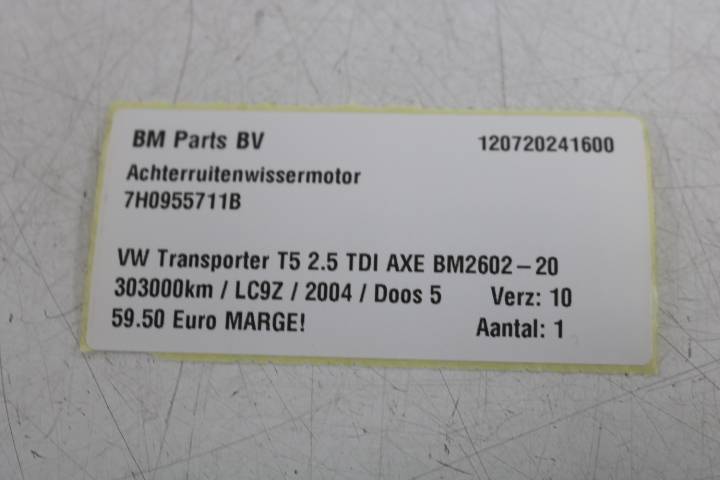 BM Parts BV 120720241600
Achterruitenwissermotor
7H0955711B
VW Transporter T5 2.5 TDI AXE BM2602-20
303000km / LC9Z / 2004 / Doos 5 Verz: 10
59.50 Euro MARGE! Aantal: 1